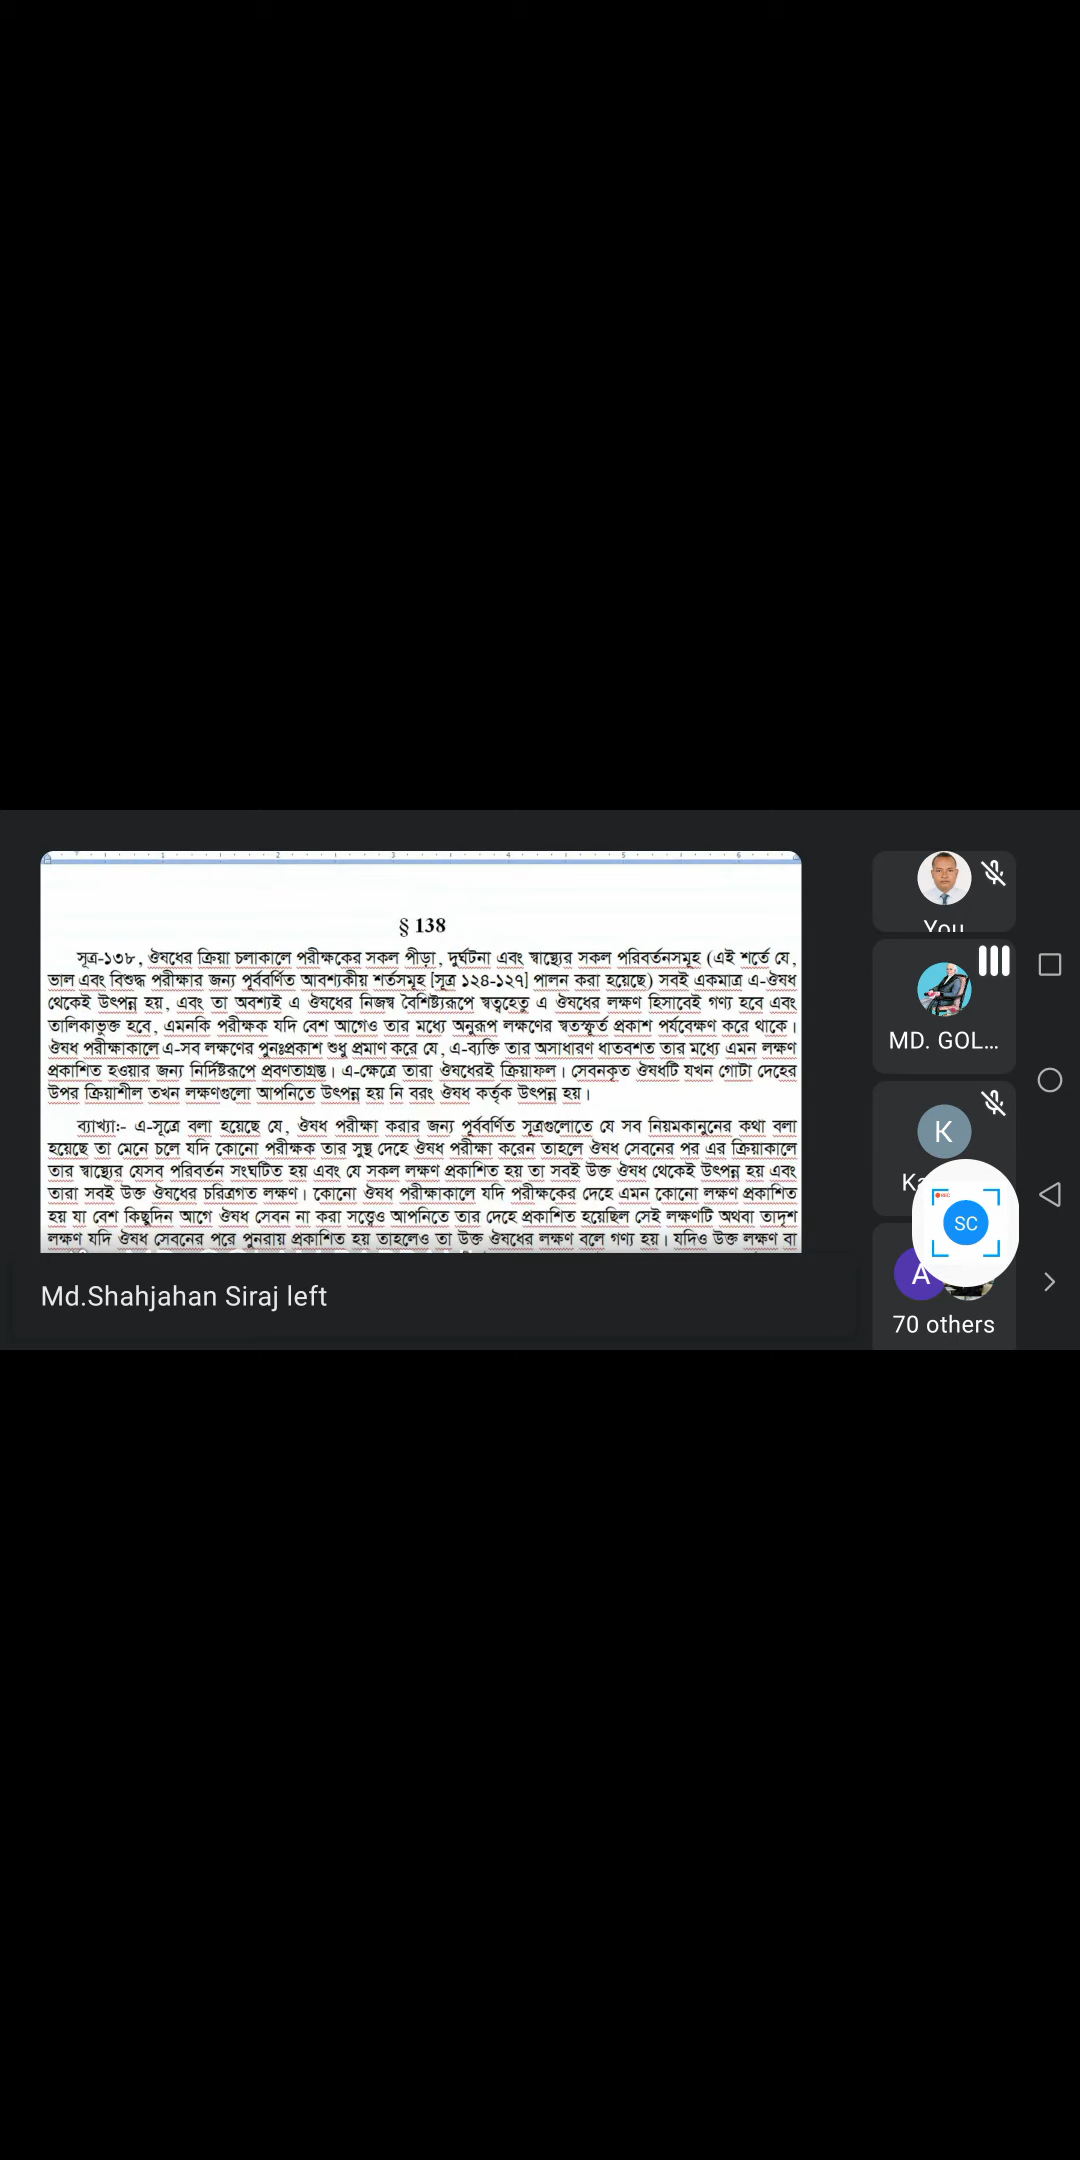 § 138
সূত্র-১৩৮, ঔষধের ক্রিয়া চলাকালে পরীক্ষকের সকল পীড়া, দুর্ঘটনা এবং স্বাস্থ্যের সকল পরিবর্তনসমূহ (এই শর্তে যে,
ভাল এবং বিশুদ্ধ পরীক্ষার জন্য পূর্ববর্ণিত আবশ্যকীয় শর্তসমূহ [সূত্র ১২৪-১২৭] পালন করা হয়েছে) সবই একমাত্র এ-ঔষধ
থেকেই উৎপন্ন হয়, এবং তা অবশ্যই এ ঔষধের নিজস্ব বৈশিষ্ট্যরূপে স্বত্বহেতু এ ঔষধের লক্ষণ হিসাবেই গণ্য হবে এবং
তালিকাভুক্ত হবে, এমনকি পরীক্ষক যদি বেশ আগেও তার মধ্যে অনুরূপ লক্ষণের স্বতস্ফূর্ত প্রকাশ পর্যবেক্ষণ করে থাকে।
ঔষধ পরীক্ষাকালে এ-সব লক্ষণের পুনঃপ্রকাশ শুধু প্রমাণ করে যে, এ-ব্যক্তি তার অসাধারণ ধাতবশত তার মধ্যে এমন লক্ষণ
প্রকাশিত হওয়ার জন্য নির্দিষ্টরূপে প্রবণতাগ্রস্ত। এ-ক্ষেত্রে তারা ঔষধেরই ক্রিয়াফল। সেবনকৃত ঔষধটি যখন গোটা দেহের
উপর ক্রিয়াশীল তখন লক্ষণগুলো আপনিতে উৎপন্ন হয় নি বরং ঔষধ কর্তৃক উৎপন্ন হয়।
ব্যাখ্যা:- এ-সূত্রে বলা হয়েছে যে, ঔষধ পরীক্ষা করার জন্য পূর্ববর্ণিত সূত্রগুলোতে যে সব নিয়মকানুনের কথা বলা
হয়েছে তা মেনে চলে যদি কোনো পরীক্ষক তার সুস্থ দেহে ঔষধ পরীক্ষা করেন তাহলে ঔষধ সেবনের পর এর ক্রিয়াকালে
তার স্বাস্থ্যের যেসব পরিবর্তন সংঘটিত হয় এবং যে সকল লক্ষণ প্রকাশিত হয় তা সবই উক্ত ঔষধ থেকেই উৎপন্ন হয় এবং
তারা সবই উক্ত ঔষধের চরিত্রগত লক্ষণ। কোনো ঔষধ পরীক্ষাকালে যদি পরীক্ষকের দেহে এমন কোনো লক্ষণ প্রকাশিত
হয় যা বেশ কিছুদিন আগে ঔষধ সেবন না করা সত্ত্বেও আপনিতে তার দেহে প্রকাশিত হয়েছিল সেই লক্ষণটি অথবা তাদৃশ
লক্ষণ যদি ঔষধ সেবনের পরে পুনরায় প্রকাশিত হয় তাহলেও তা উক্ত ঔষধের লক্ষণ বলে গণ্য হয়। যদিও উক্ত লক্ষণ বা
Md.Shahjahan Siraj left
You
MD. GOL...
K
SC
REC
A
70 others